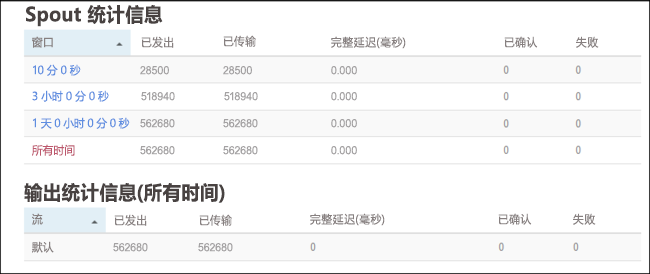 Spout 统计信息
窗口 已发出 已传输 完整延迟(毫秒) 已确认 失败
10 分 0 秒 28500 28500 0.000 0 0
3 小时 0 分 0 秒 518940 518940 0.000 0 0
1 天 0 小时 0 分 0 秒 562680 562680 0.000 0 0
所有时间 562680 562680 0.000 0 0
输出统计信息(所有时间)
流 已发出 已传输 完整延迟(毫秒) 已确认 失败
默认 562680 562680 0 0 0